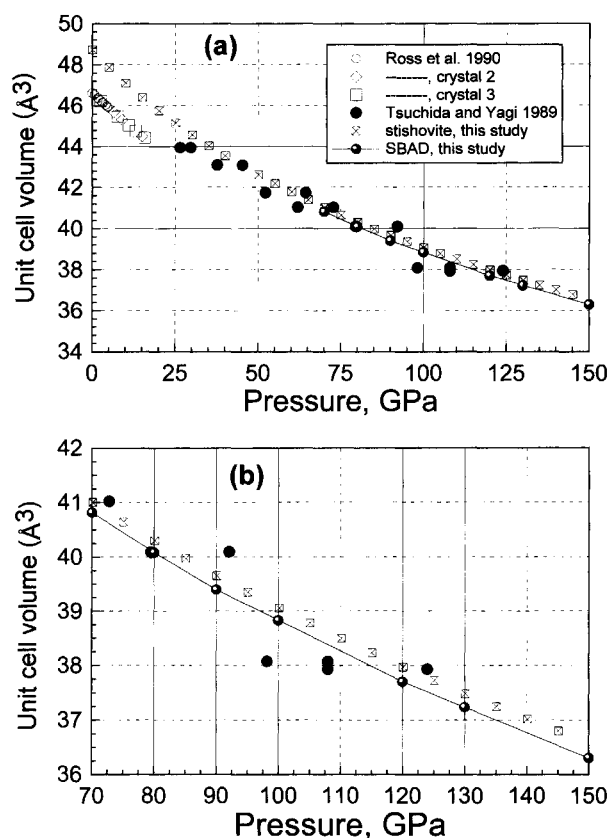 (a)
Ross et al. 1990
--------, crystal 2
--------, crystal 3
Tsuchida and Yagi 1989
stishovite, this study
SBAD, this study
Unit cell volume (Å3)
50
48
46
44
42
40
38
36
34
0 25 50 75 100 125 150
Pressure, GPa
(b)
Unit cell volume (Å3)
42
41
40
39
38
37
36
70 80 90 100 110 120 130 140 150
Pressure, GPa